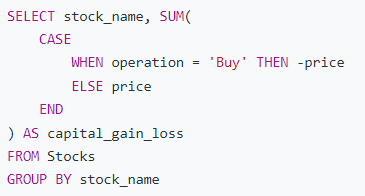 SELECT stock_name, SUM(
    CASE
        WHEN operation = 'Buy' THEN -price
        ELSE price
    END
) AS capital_gain_loss
FROM Stocks
GROUP BY stock_name